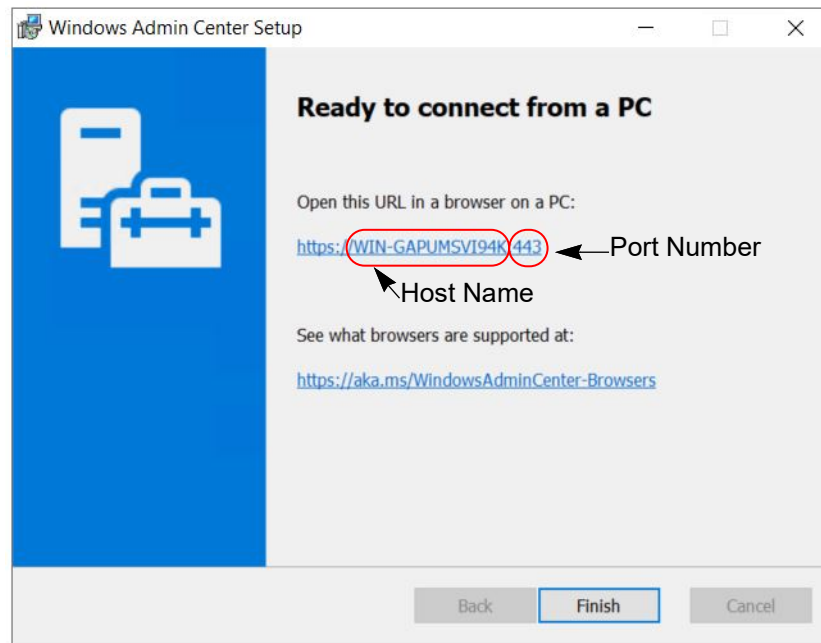 Windows Admin Center Setup
Ready to connect from a PC
Open this URL in a browser on a PC:
https://WIN-GAPUMSVI94K:443
Port Number
Host Name
See what browsers are supported at:
https://aka.ms/WindowsAdminCenter-Browsers
Back
Finish
Cancel